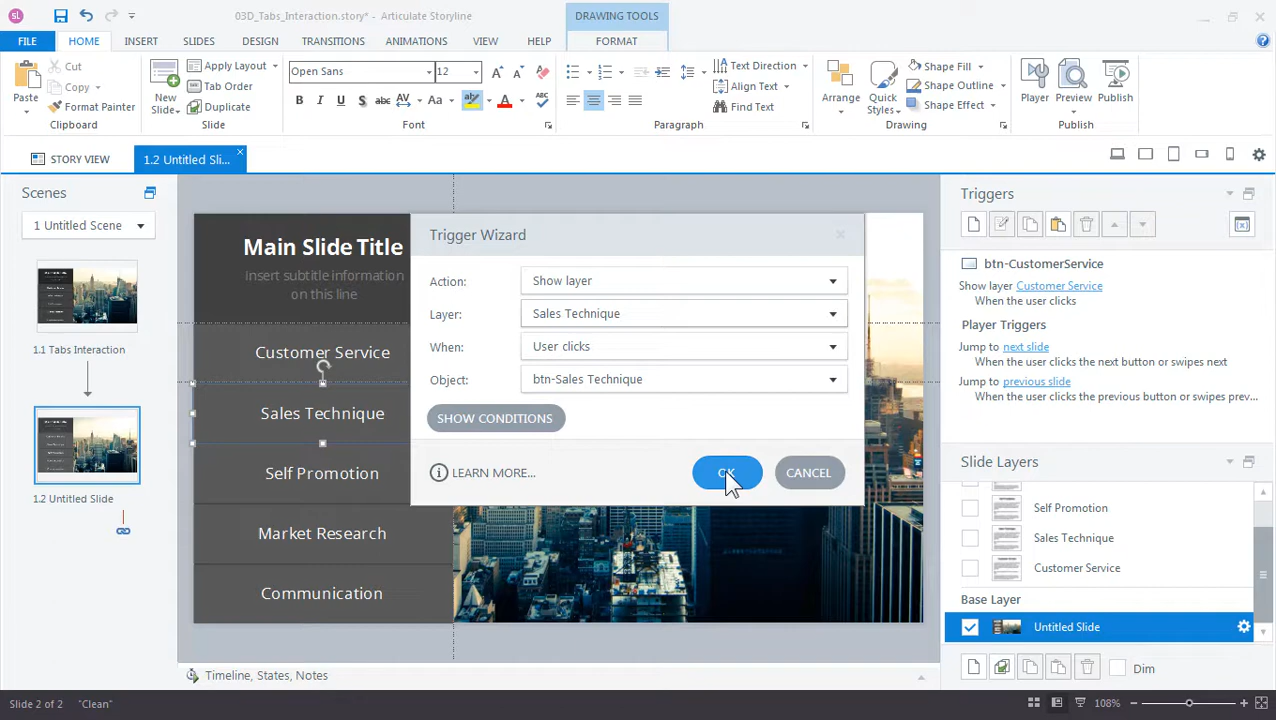 sl
03D_Tabs_Interaction.story* - Articulate Storyline
DRAWING TOOLS
FILE HOME INSERT SLIDES DESIGN TRANSITIONS ANIMATIONS VIEW HELP FORMAT
Paste
Cut
Copy
Format Painter
Clipboard
New Slide
Apply Layout
Tab Order
Duplicate
Slide
Open Sans 12
B I U S abc AV Aa A ABC
Font
Text Direction
Align Text
Find Text
Paragraph
Arrange
Quick Styles
Shape Fill
Shape Outline
Shape Effect
Drawing
Player Preview Publish
Publish
STORY VIEW
1.2 Untitled Sli...
Scenes
1 Untitled Scene
1.1 Tabs Interaction
1.2 Untitled Slide
Main Slide Title
Insert subtitle information
on this line
Customer Service
Sales Technique
Self Promotion
Market Research
Communication
Trigger Wizard
Action: Show layer
Layer: Sales Technique
When: User clicks
Object: btn-Sales Technique
SHOW CONDITIONS
LEARN MORE...
OK
CANCEL
Triggers
btn-CustomerService
Show layer Customer Service
When the user clicks
Player Triggers
Jump to next slide
When the user clicks the next button or swipes next
Jump to previous slide
When the user clicks the previous button or swipes prev...
Slide Layers
Self Promotion
Sales Technique
Customer Service
Base Layer
Untitled Slide
Dim
Timeline, States, Notes
Slide 2 of 2 "Clean"
108%